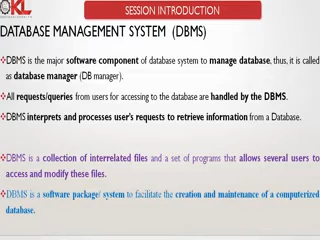 KL
SESSION INTRODUCTION
DATABASE MANAGEMENT SYSTEM (DBMS)
❖DBMS is the major software component of database system to manage database, thus, it is called
as database manager (DB manager).
❖All requests/queries from users for accessing to the database are handled by the DBMS.
❖DBMS interprets and processes user's requests to retrieve information from a Database.
❖DBMS is a collection of interrelated files and a set of programs that allows several users to
access and modify these files.
❖DBMS is a software package/ system to facilitate the creation and maintenance of a computerized
database.